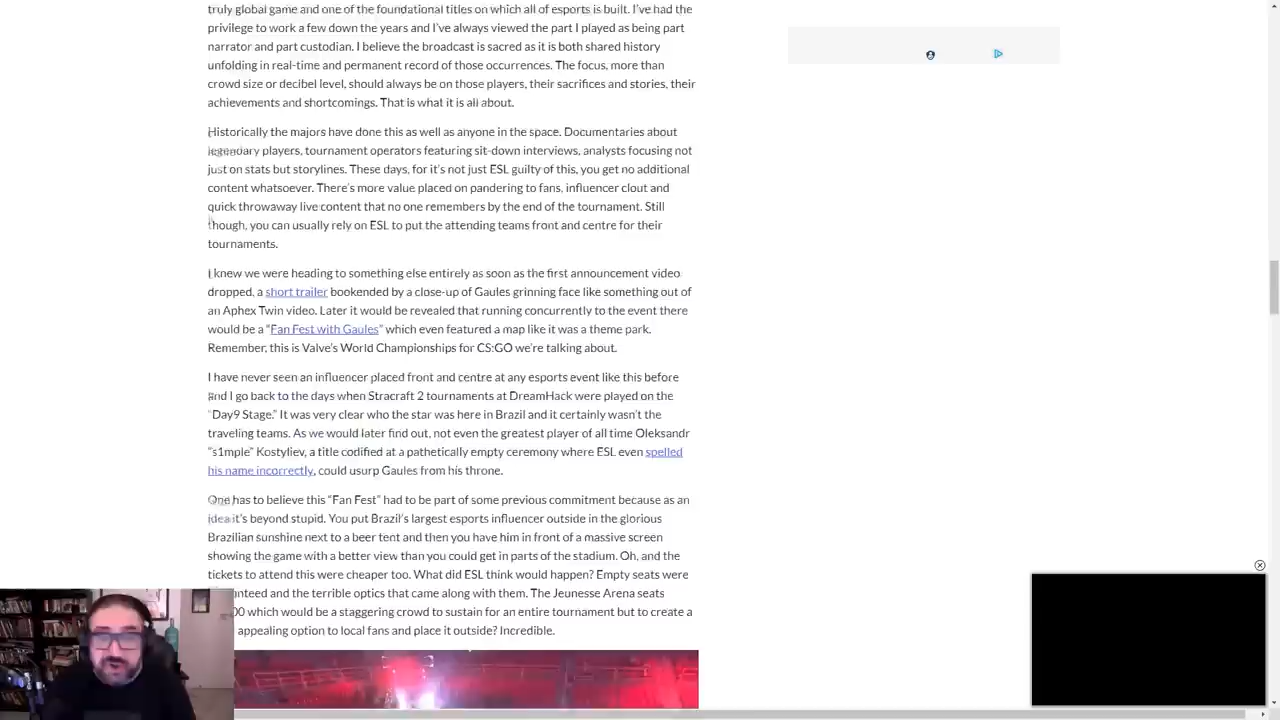 truly global game and one of the foundational titles on which all of esports is built. I've had the
privilege to work a few down the years and I've always viewed the part I played as being part
narrator and part custodian. I believe the broadcast is sacred as it is both shared history
unfolding in real-time and permanent record of those occurrences. The focus, more than
crowd size or decibel level, should always be on those players, their sacrifices and stories, their
achievements and shortcomings. That is what it is all about.
Historically the majors have done this as well as anyone in the space. Documentaries about
legendary players, tournament operators featuring sit-down interviews, analysts focusing not
just on stats but storylines. These days, for it's not just ESL guilty of this, you get no additional
content whatsoever. There's more value placed on pandering to fans, influencer clout and
quick throwaway live content that no one remembers by the end of the tournament. Still
though, you can usually rely on ESL to put the attending teams front and centre for their
tournaments.
I knew we were heading to something else entirely as soon as the first announcement video
dropped, a short trailer bookended by a close-up of Gaules grinning face like something out of
an Aphex Twin video. Later it would be revealed that running concurrently to the event there
would be a "Fan Fest with Gaules" which even featured a map like it was a theme park.
Remember, this is Valve's World Championships for CS:GO we're talking about.
I have never seen an influencer placed front and centre at any esports event like this before
and I go back to the days when Stracraft 2 tournaments at DreamHack were played on the
"Day9 Stage." It was very clear who the star was here in Brazil and it certainly wasn't the
traveling teams. As we would later find out, not even the greatest player of all time Oleksandr
"s1mple" Kostyliev, a title codified at a pathetically empty ceremony where ESL even spelled
his name incorrectly, could usurp Gaules from his throne.
One has to believe this "Fan Fest" had to be part of some previous commitment because as an
idea it's beyond stupid. You put Brazil's largest esports influencer outside in the glorious
Brazilian sunshine next to a beer tent and then you have him in front of a massive screen
showing the game with a better view than you could get in parts of the stadium. Oh, and the
tickets to attend this were cheaper too. What did ESL think would happen? Empty seats were
and the terrible optics that came along with them. The Jeunesse Arena seats
which would be a staggering crowd to sustain for an entire tournament but to create a
appealing option to local fans and place it outside? Incredible.